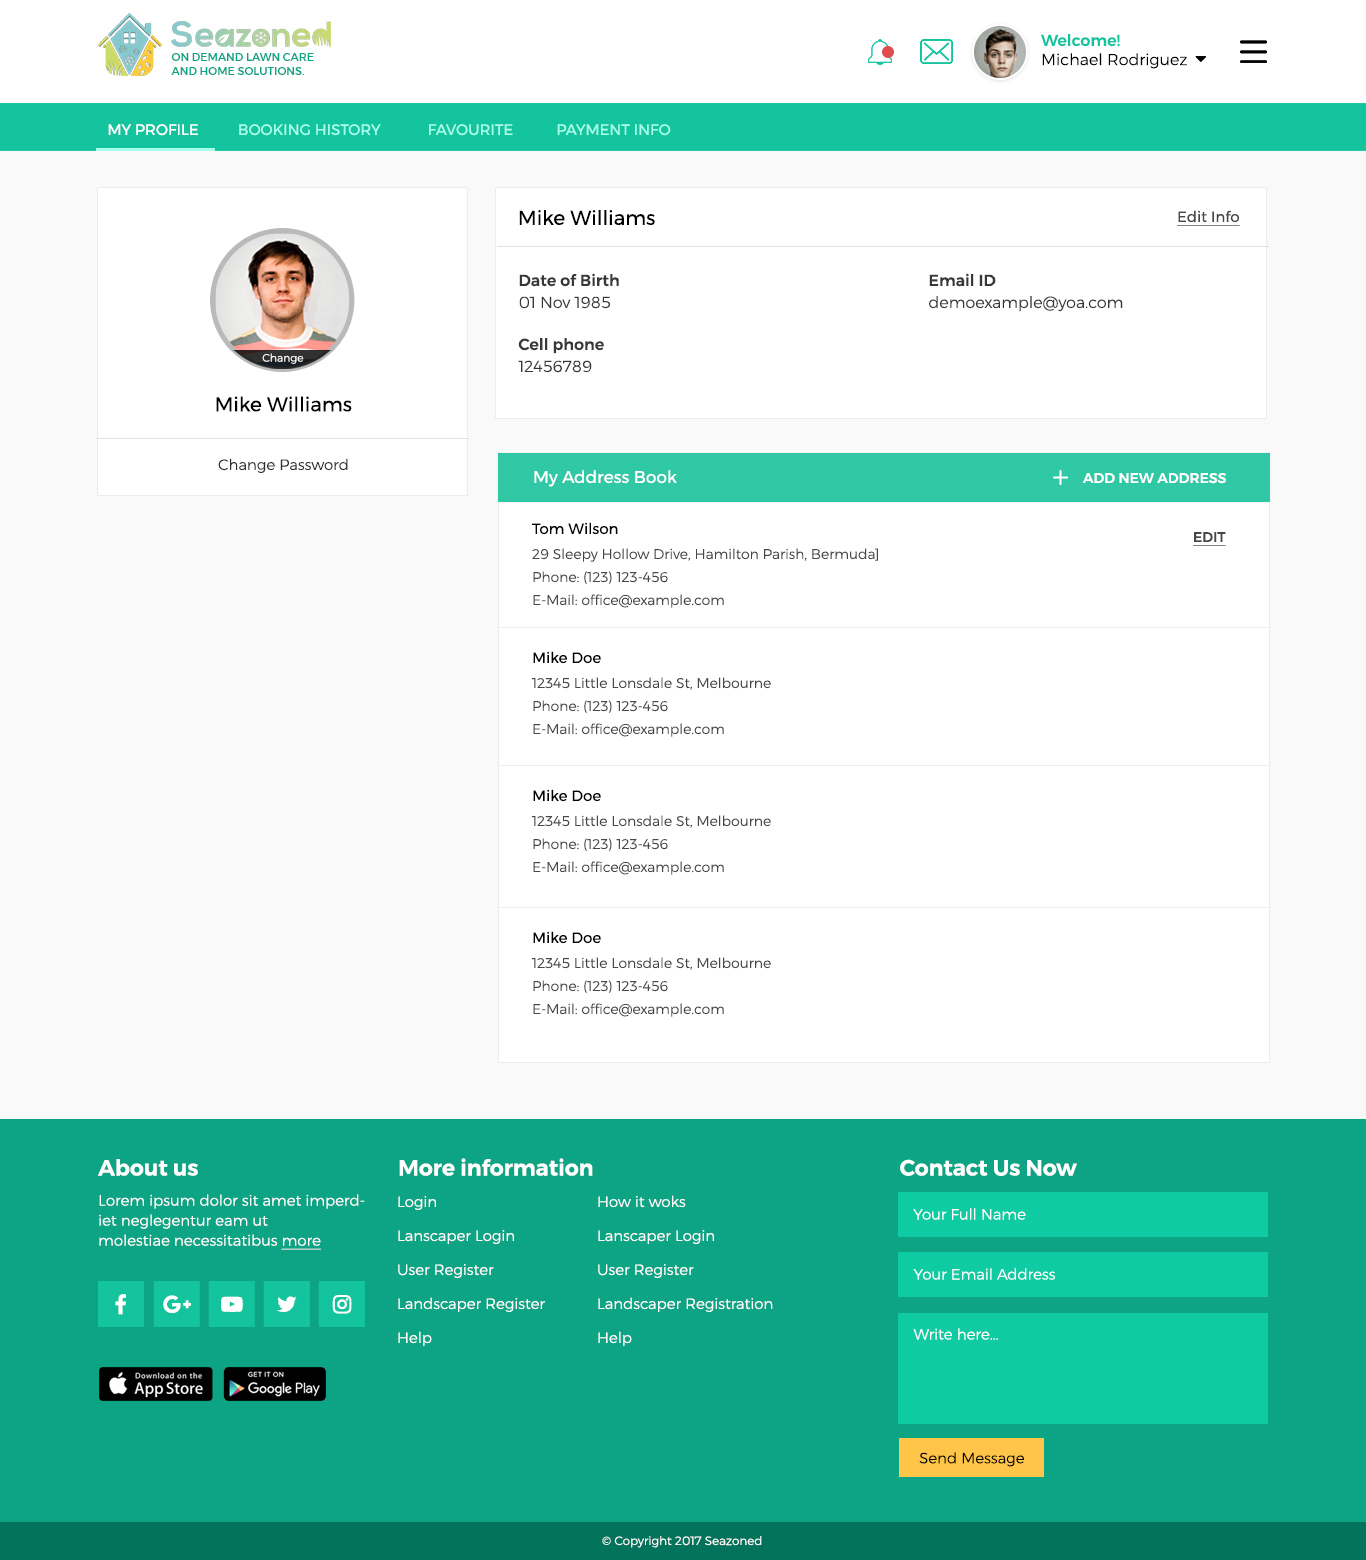 Seazoned
ON DEMAND LAWN CARE
AND HOME SOLUTIONS.
Welcome!
Michael Rodriguez
MY PROFILE
BOOKING HISTORY
FAVOURITE
PAYMENT INFO
Change
Mike Williams
Change Password
Mike Williams
Edit Info
Date of Birth
01 Nov 1985
Email ID
demoexample@yoa.com
Cell phone
12456789
My Address Book
ADD NEW ADDRESS
Tom Wilson
EDIT
29 Sleepy Hollow Drive, Hamilton Parish, Bermuda]
Phone: (123) 123-456
E-Mail: office@example.com
Mike Doe
12345 Little Lonsdale St, Melbourne
Phone: (123) 123-456
E-Mail: office@example.com
Mike Doe
12345 Little Lonsdale St, Melbourne
Phone: (123) 123-456
E-Mail: office@example.com
Mike Doe
12345 Little Lonsdale St, Melbourne
Phone: (123) 123-456
E-Mail: office@example.com
About us
Lorem ipsum dolor sit amet imperd-
iet neglegentur eam ut
molestiae necessitatibus more
G+
Download on the
App Store
GET IT ON
Google Play
More information
Login
Lanscaper Login
User Register
Landscaper Register
Help
How it woks
Lanscaper Login
User Register
Landscaper Registration
Help
Contact Us Now
Your Full Name
Your Email Address
Write here...
Send Message
© Copyright 2017 Seazoned